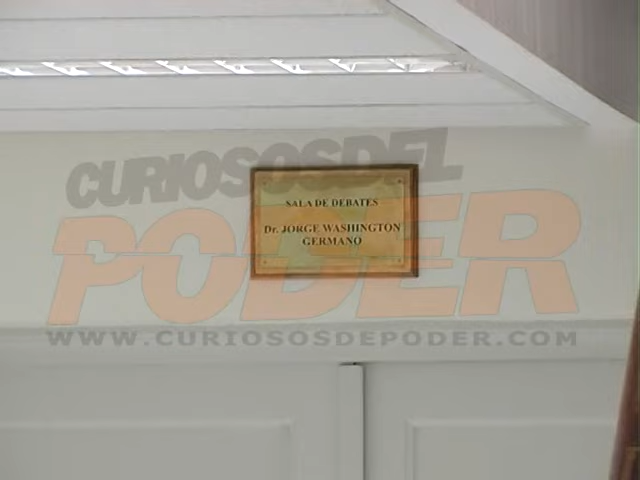 CURIOSOSDEL
PODER
SALA DE DEBATES
Dr. JORGE WASHINGTON
GERMANO
WWW.CURIOSOSDEPODER.COM